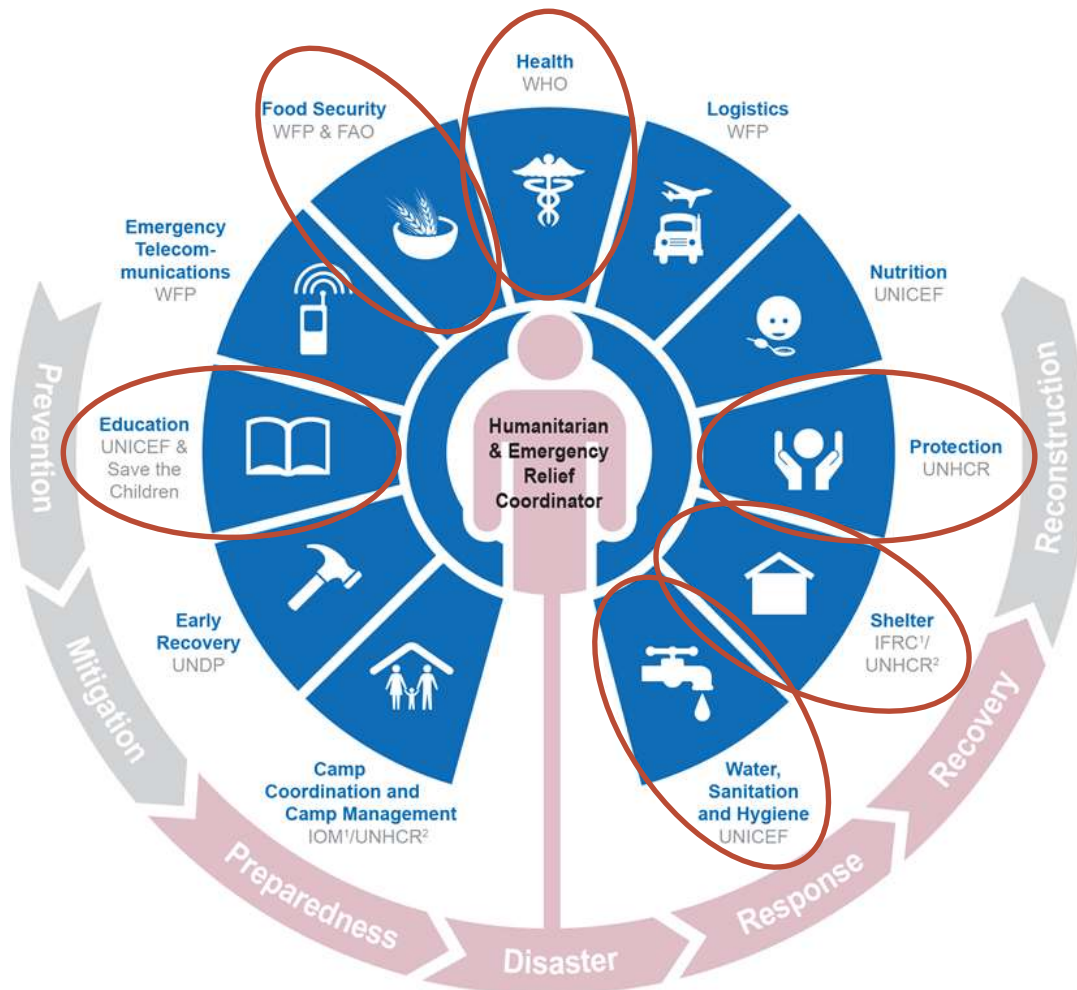 Health
WHO
Food Security
WFP & FAO
Logistics
WFP
Emergency
Telecom-
munications
WFP
Nutrition
UNICEF
Education
UNICEF &
Save the
Children
Humanitarian
& Emergency
Relief
Coordinator
Protection
UNHCR
Early
Recovery
UNDP
Shelter
IFRC¹/
UNHCR²
Camp
Coordination and
Camp Management
IOM¹/UNHCR²
Water,
Sanitation
and Hygiene
UNICEF
Prevention
Mitigation
Preparedness
Disaster
Response
Recovery
Reconstruction